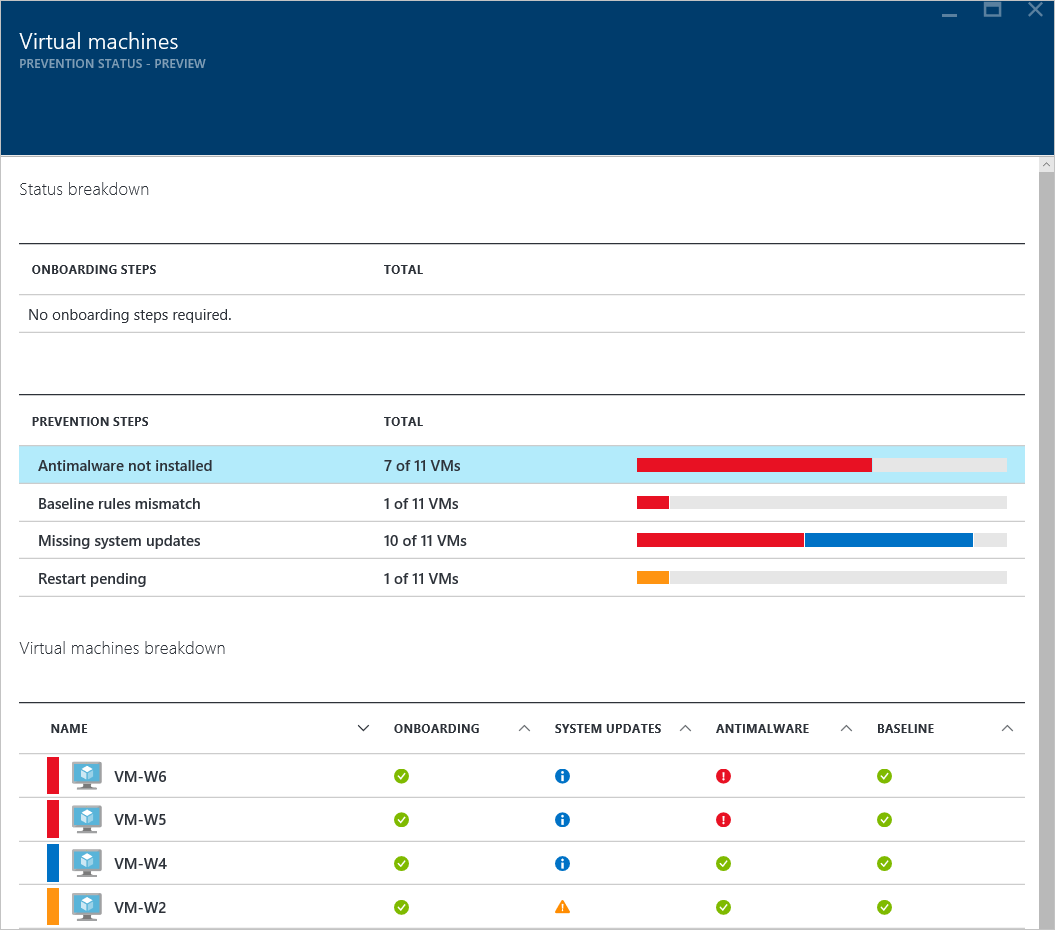 Virtual machines
PREVENTION STATUS - PREVIEW
Status breakdown
ONBOARDING STEPS TOTAL
No onboarding steps required.
PREVENTION STEPS TOTAL
Antimalware not installed 7 of 11 VMs
Baseline rules mismatch 1 of 11 VMs
Missing system updates 10 of 11 VMs
Restart pending 1 of 11 VMs
Virtual machines breakdown
NAME ONBOARDING SYSTEM UPDATES ANTIMALWARE BASELINE
VM-W6
VM-W5
VM-W4
VM-W2